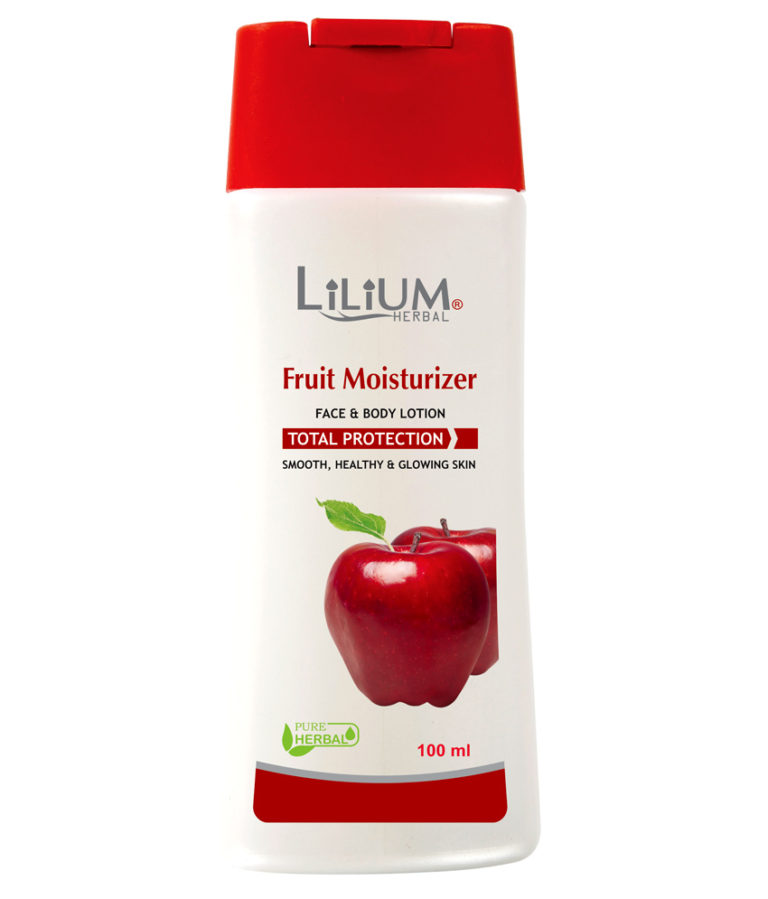 LiLiUM®
HERBAL
Fruit Moisturizer
FACE & BODY LOTION
TOTAL PROTECTION
SMOOTH, HEALTHY & GLOWING SKIN
PURE
HERBAL
100 ml